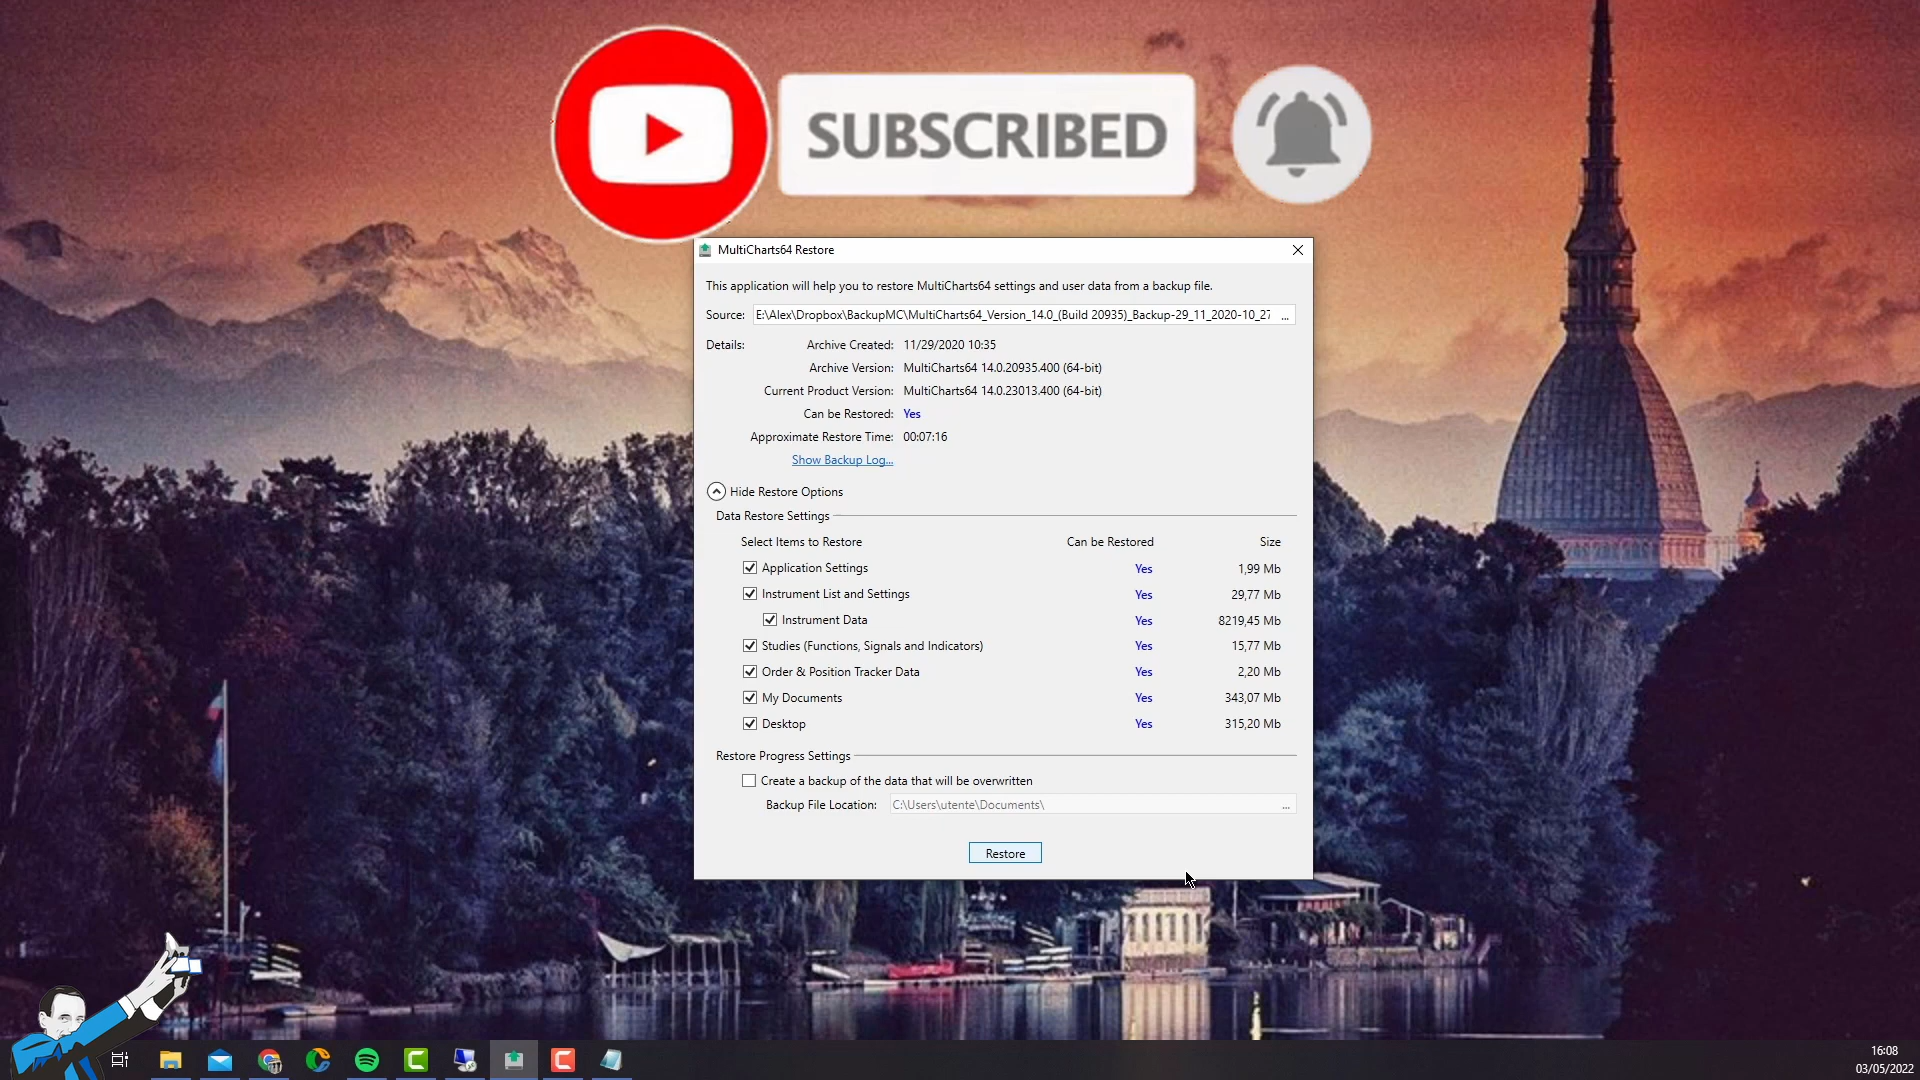 SUBSCRIBED
MultiCharts64 Restore
This application will help you to restore MultiCharts64 settings and user data from a backup file.
Source: E:\Alex\Dropbox\BackupMC\MultiCharts64_Version_14.0_(Build 20935)_Backup-29_11_2020-10_27 ...
Details: Archive Created: 11/29/2020 10:35
Archive Version: MultiCharts64 14.0.20935.400 (64-bit)
Current Product Version: MultiCharts64 14.0.23013.400 (64-bit)
Can be Restored: Yes
Approximate Restore Time: 00:07:16
Show Backup Log...
Hide Restore Options
Data Restore Settings
Select Items to Restore Can be Restored Size
Application Settings Yes 1,99 Mb
Instrument List and Settings Yes 29,77 Mb
Instrument Data Yes 8219,45 Mb
Studies (Functions, Signals and Indicators) Yes 15,77 Mb
Order & Position Tracker Data Yes 2,20 Mb
My Documents Yes 343,07 Mb
Desktop Yes 315,20 Mb
Restore Progress Settings
Create a backup of the data that will be overwritten
Backup File Location: C:\Users\utente\Documents\ ...
Restore
16:08
03/05/2022